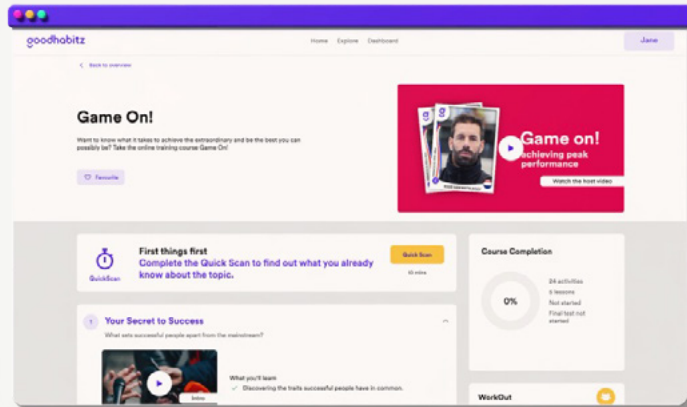 goodhabitz
Home Explore Dashboard
Jane
Back to overview
Game On!
Want to know what it takes to achieve the extraordinary and be the best you can
possibly be? Take the online training course Game On!
Favourite
Game on!
achieving peak
performance
Watch the host video
QuickScan
First things first
Complete the Quick Scan to find out what you already
know about the topic.
Quick Scan
mins
Course Completion
0%
24 activities
6 lessons
Not started
Final test not
started
1 Your Secret to Success
What sets successful people apart from the mainstream?
Intro
What you'll learn
Discovering the traits successful people have in common.
WorkOut